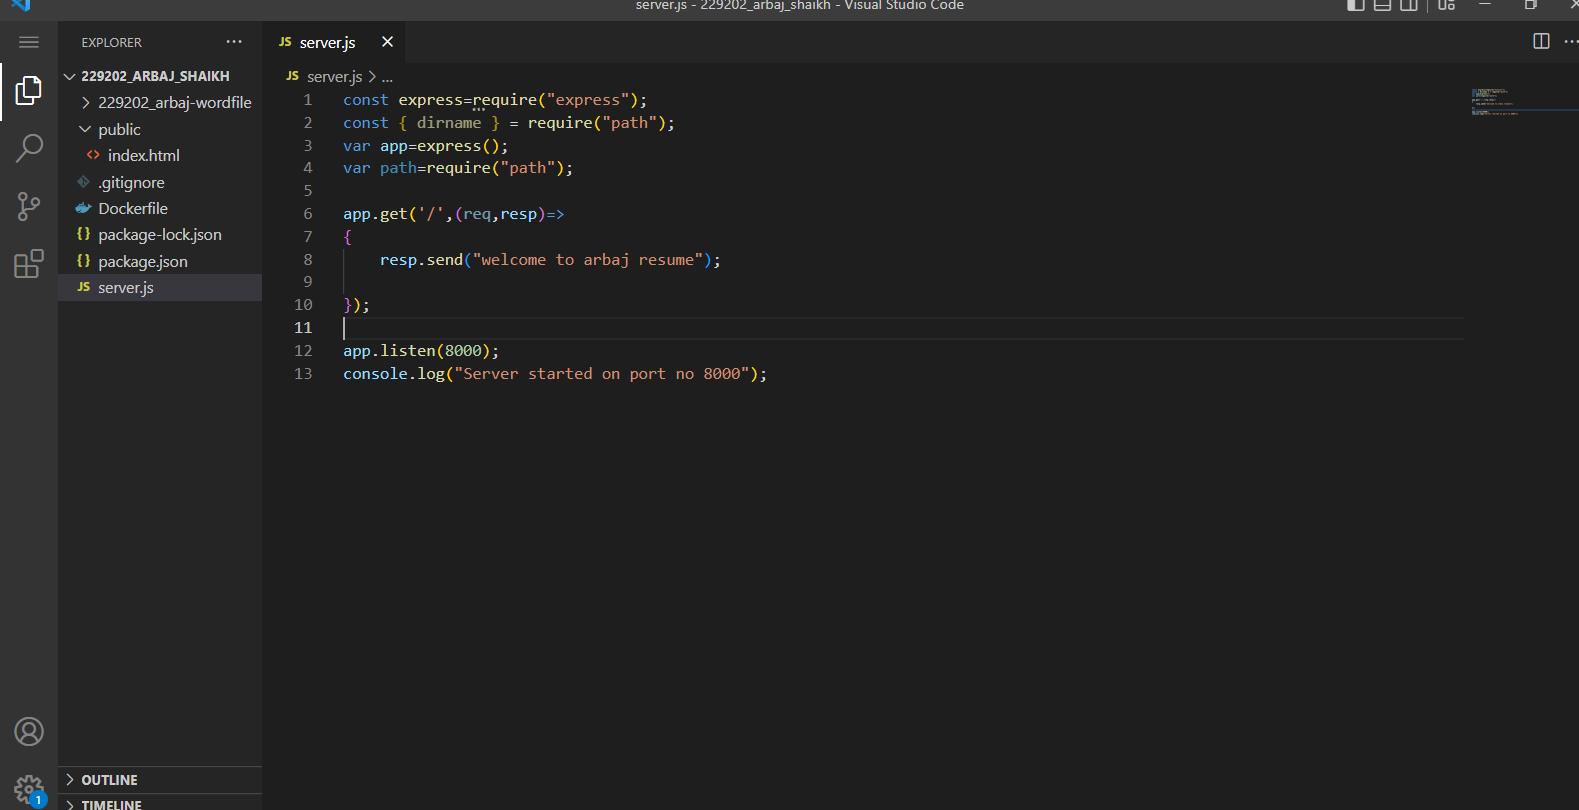 server.js - 229202_arbaj_shaikh - Visual Studio Code
EXPLORER
229202_ARBAJ_SHAIKH
229202_arbaj-wordfile
public
index.html
.gitignore
Dockerfile
package-lock.json
package.json
JS server.js
OUTLINE
TIMELINE
1
JS server.js
JS server.js > ...
1 const express=require("express");
2 const { dirname } = require("path");
3 var app=express();
4 var path=require("path");
5
6 app.get('/',(req,resp)=>
7 {
8 resp.send("welcome to arbaj resume");
9
10 });
11
12 app.listen(8000);
13 console.log("Server started on port no 8000");